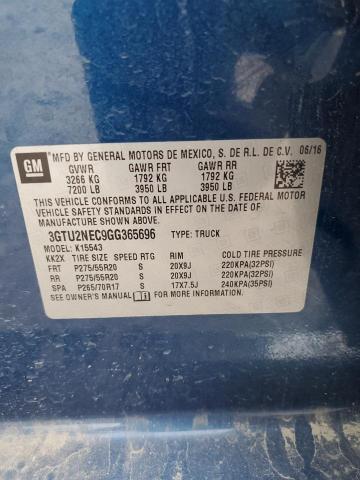 GM
MFD BY GENERAL MOTORS DE MEXICO, S. DE R.L. DE C.V. 06/16
GVWR GAWR FRT GAWR RR
3266 KG 1792 KG 1792 KG
7200 LB 3950 LB 3950 LB
THIS VEHICLE CONFORMS TO ALL APPLICABLE U.S. FEDERAL MOTOR
VEHICLE SAFETY STANDARDS IN EFFECT ON THE DATE OF
MANUFACTURE SHOWN ABOVE.
3GTU2NEC9GG365696 TYPE: TRUCK
MODEL: K15543
KK2X TIRE SIZE SPEED RTG RIM COLD TIRE PRESSURE
FRT P275/55R20 S 20X9J 220KPA(32PSI)
RR P275/55R20 S 20X9J 220KPA(32PSI)
SPA P265/70R17 S 17X7.5J 240KPA(35PSI)
SEE OWNER'S MANUAL FOR ADDITIONAL INFORMATION.